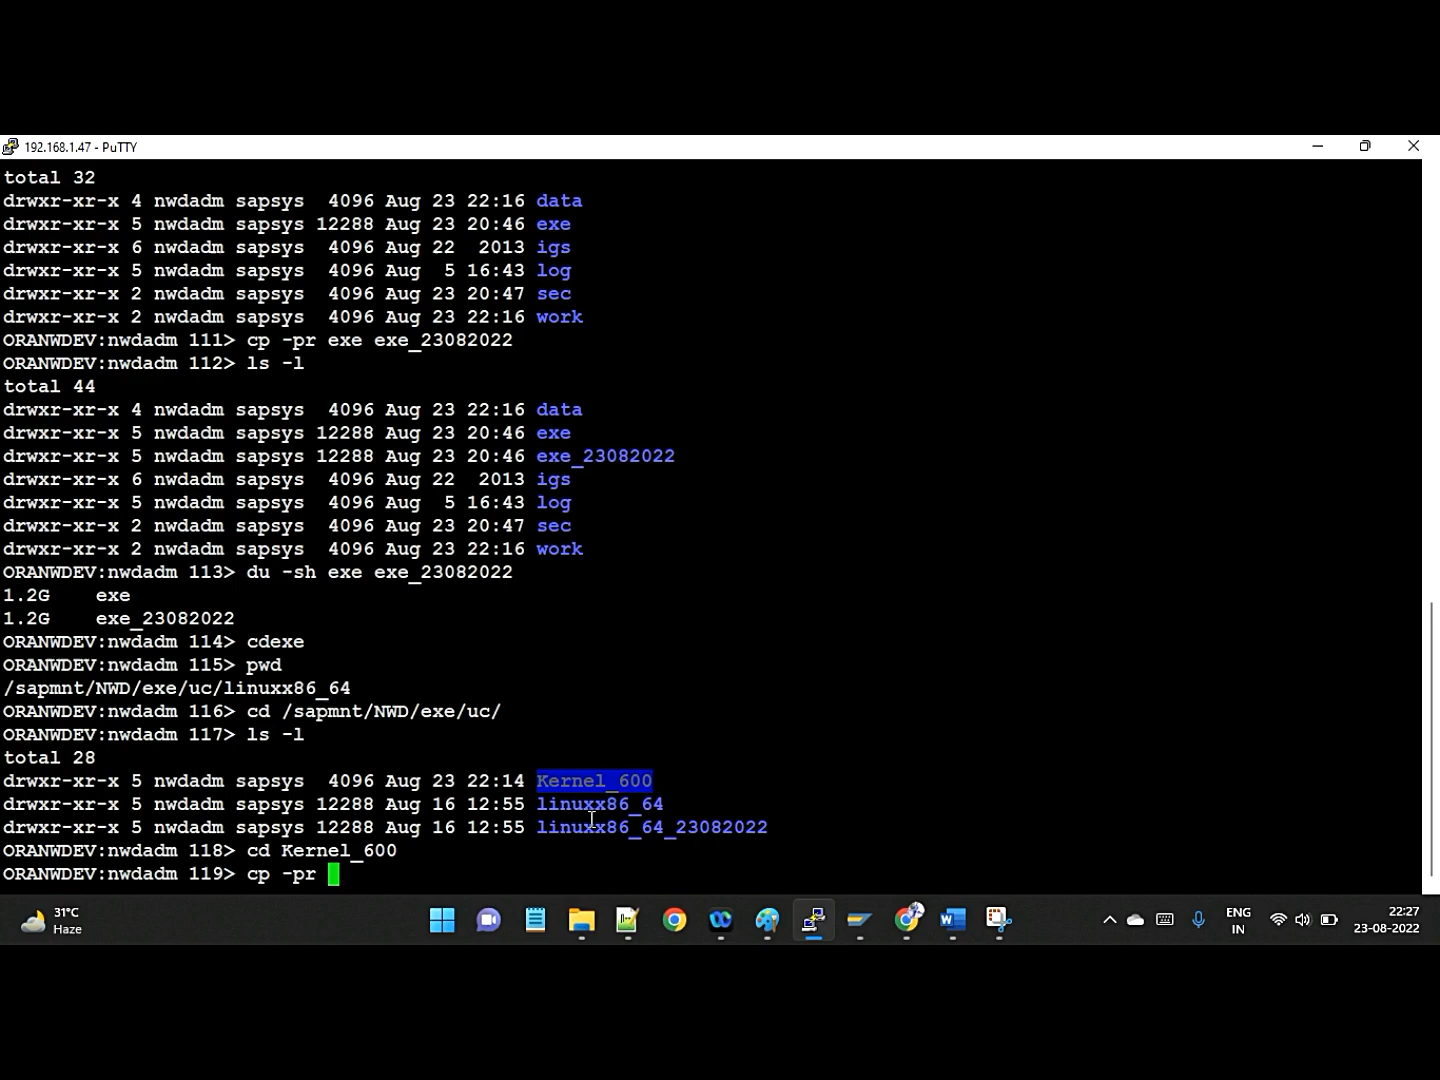 192.168.1.47 - PuTTY
total 32
drwxr-xr-x 4 nwdadm sapsys  4096 Aug 23 22:16 data
drwxr-xr-x 5 nwdadm sapsys 12288 Aug 23 20:46 exe
drwxr-xr-x 6 nwdadm sapsys  4096 Aug 22  2013 igs
drwxr-xr-x 5 nwdadm sapsys  4096 Aug  5 16:43 log
drwxr-xr-x 2 nwdadm sapsys  4096 Aug 23 20:47 sec
drwxr-xr-x 2 nwdadm sapsys  4096 Aug 23 22:16 work
ORANWDEV:nwdadm 111> cp -pr exe exe_23082022
ORANWDEV:nwdadm 112> ls -l
total 44
drwxr-xr-x 4 nwdadm sapsys  4096 Aug 23 22:16 data
drwxr-xr-x 5 nwdadm sapsys 12288 Aug 23 20:46 exe
drwxr-xr-x 5 nwdadm sapsys 12288 Aug 23 20:46 exe_23082022
drwxr-xr-x 6 nwdadm sapsys  4096 Aug 22  2013 igs
drwxr-xr-x 5 nwdadm sapsys  4096 Aug  5 16:43 log
drwxr-xr-x 2 nwdadm sapsys  4096 Aug 23 20:47 sec
drwxr-xr-x 2 nwdadm sapsys  4096 Aug 23 22:16 work
ORANWDEV:nwdadm 113> du -sh exe exe_23082022
1.2G    exe
1.2G    exe_23082022
ORANWDEV:nwdadm 114> cdexe
ORANWDEV:nwdadm 115> pwd
/sapmnt/NWD/exe/uc/linuxx86_64
ORANWDEV:nwdadm 116> cd /sapmnt/NWD/exe/uc/
ORANWDEV:nwdadm 117> ls -l
total 28
drwxr-xr-x 5 nwdadm sapsys  4096 Aug 23 22:14 Kernel_600
drwxr-xr-x 5 nwdadm sapsys 12288 Aug 16 12:55 linuxx86_64
drwxr-xr-x 5 nwdadm sapsys 12288 Aug 16 12:55 linuxx86_64_23082022
ORANWDEV:nwdadm 118> cd Kernel_600
ORANWDEV:nwdadm 119> cp -pr
31°C
Haze
ENG
IN
22:27
23-08-2022